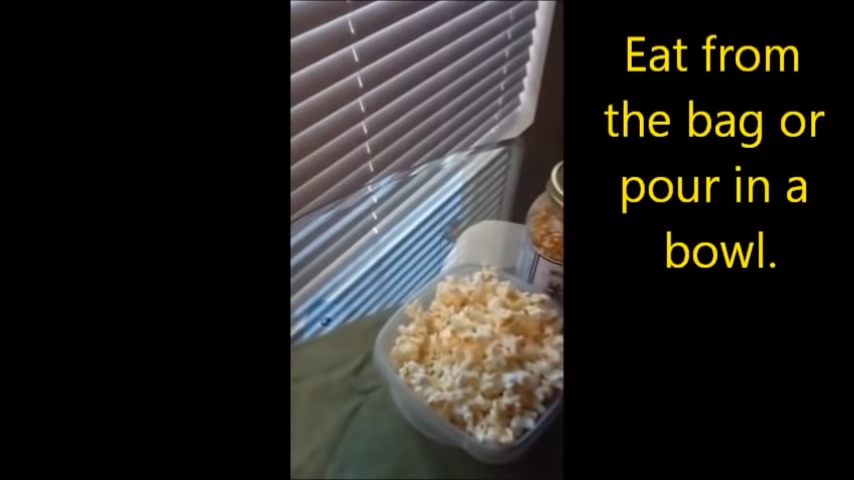 Eat from
the bag or
pour in a
bowl.